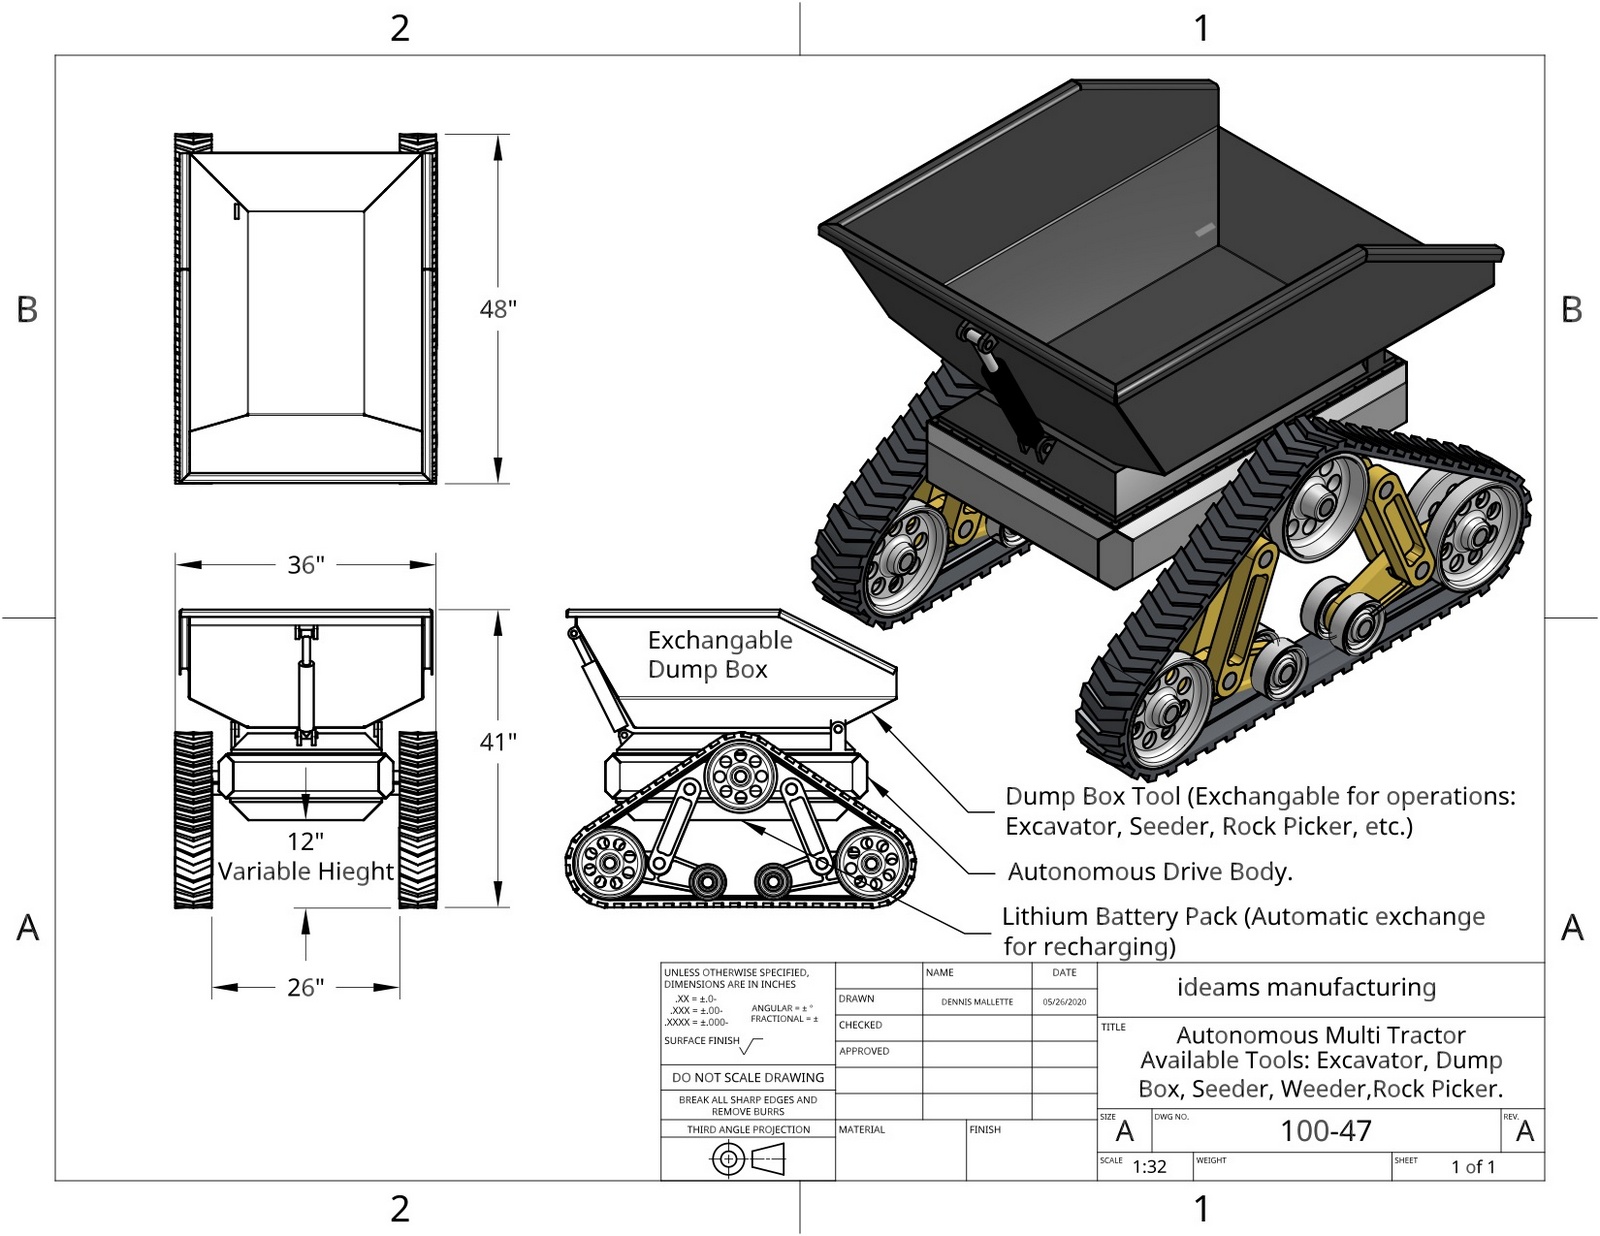 2
1
B
B
48"
36"
41"
Exchangable
Dump Box
12"
Variable Hieght
26"
Dump Box Tool (Exchangable for operations:
Excavator, Seeder, Rock Picker, etc.)
Autonomous Drive Body.
Lithium Battery Pack (Automatic exchange
for recharging)
A
A
UNLESS OTHERWISE SPECIFIED,
DIMENSIONS ARE IN INCHES
.XX = ±.0-
.XXX = ±.00-
.XXXX = ±.000-
ANGULAR = ± °
FRACTIONAL = ±
SURFACE FINISH
DO NOT SCALE DRAWING
BREAK ALL SHARP EDGES AND
REMOVE BURRS
THIRD ANGLE PROJECTION
NAME
DATE
DRAWN
DENNIS MALLETTE
05/26/2020
CHECKED
APPROVED
MATERIAL
FINISH
ideams manufacturing
TITLE
Autonomous Multi Tractor
Available Tools: Excavator, Dump
Box, Seeder, Weeder,Rock Picker.
SIZE
A
DWG NO.
100-47
REV.
A
SCALE
1:32
WEIGHT
SHEET
1 of 1
2
1